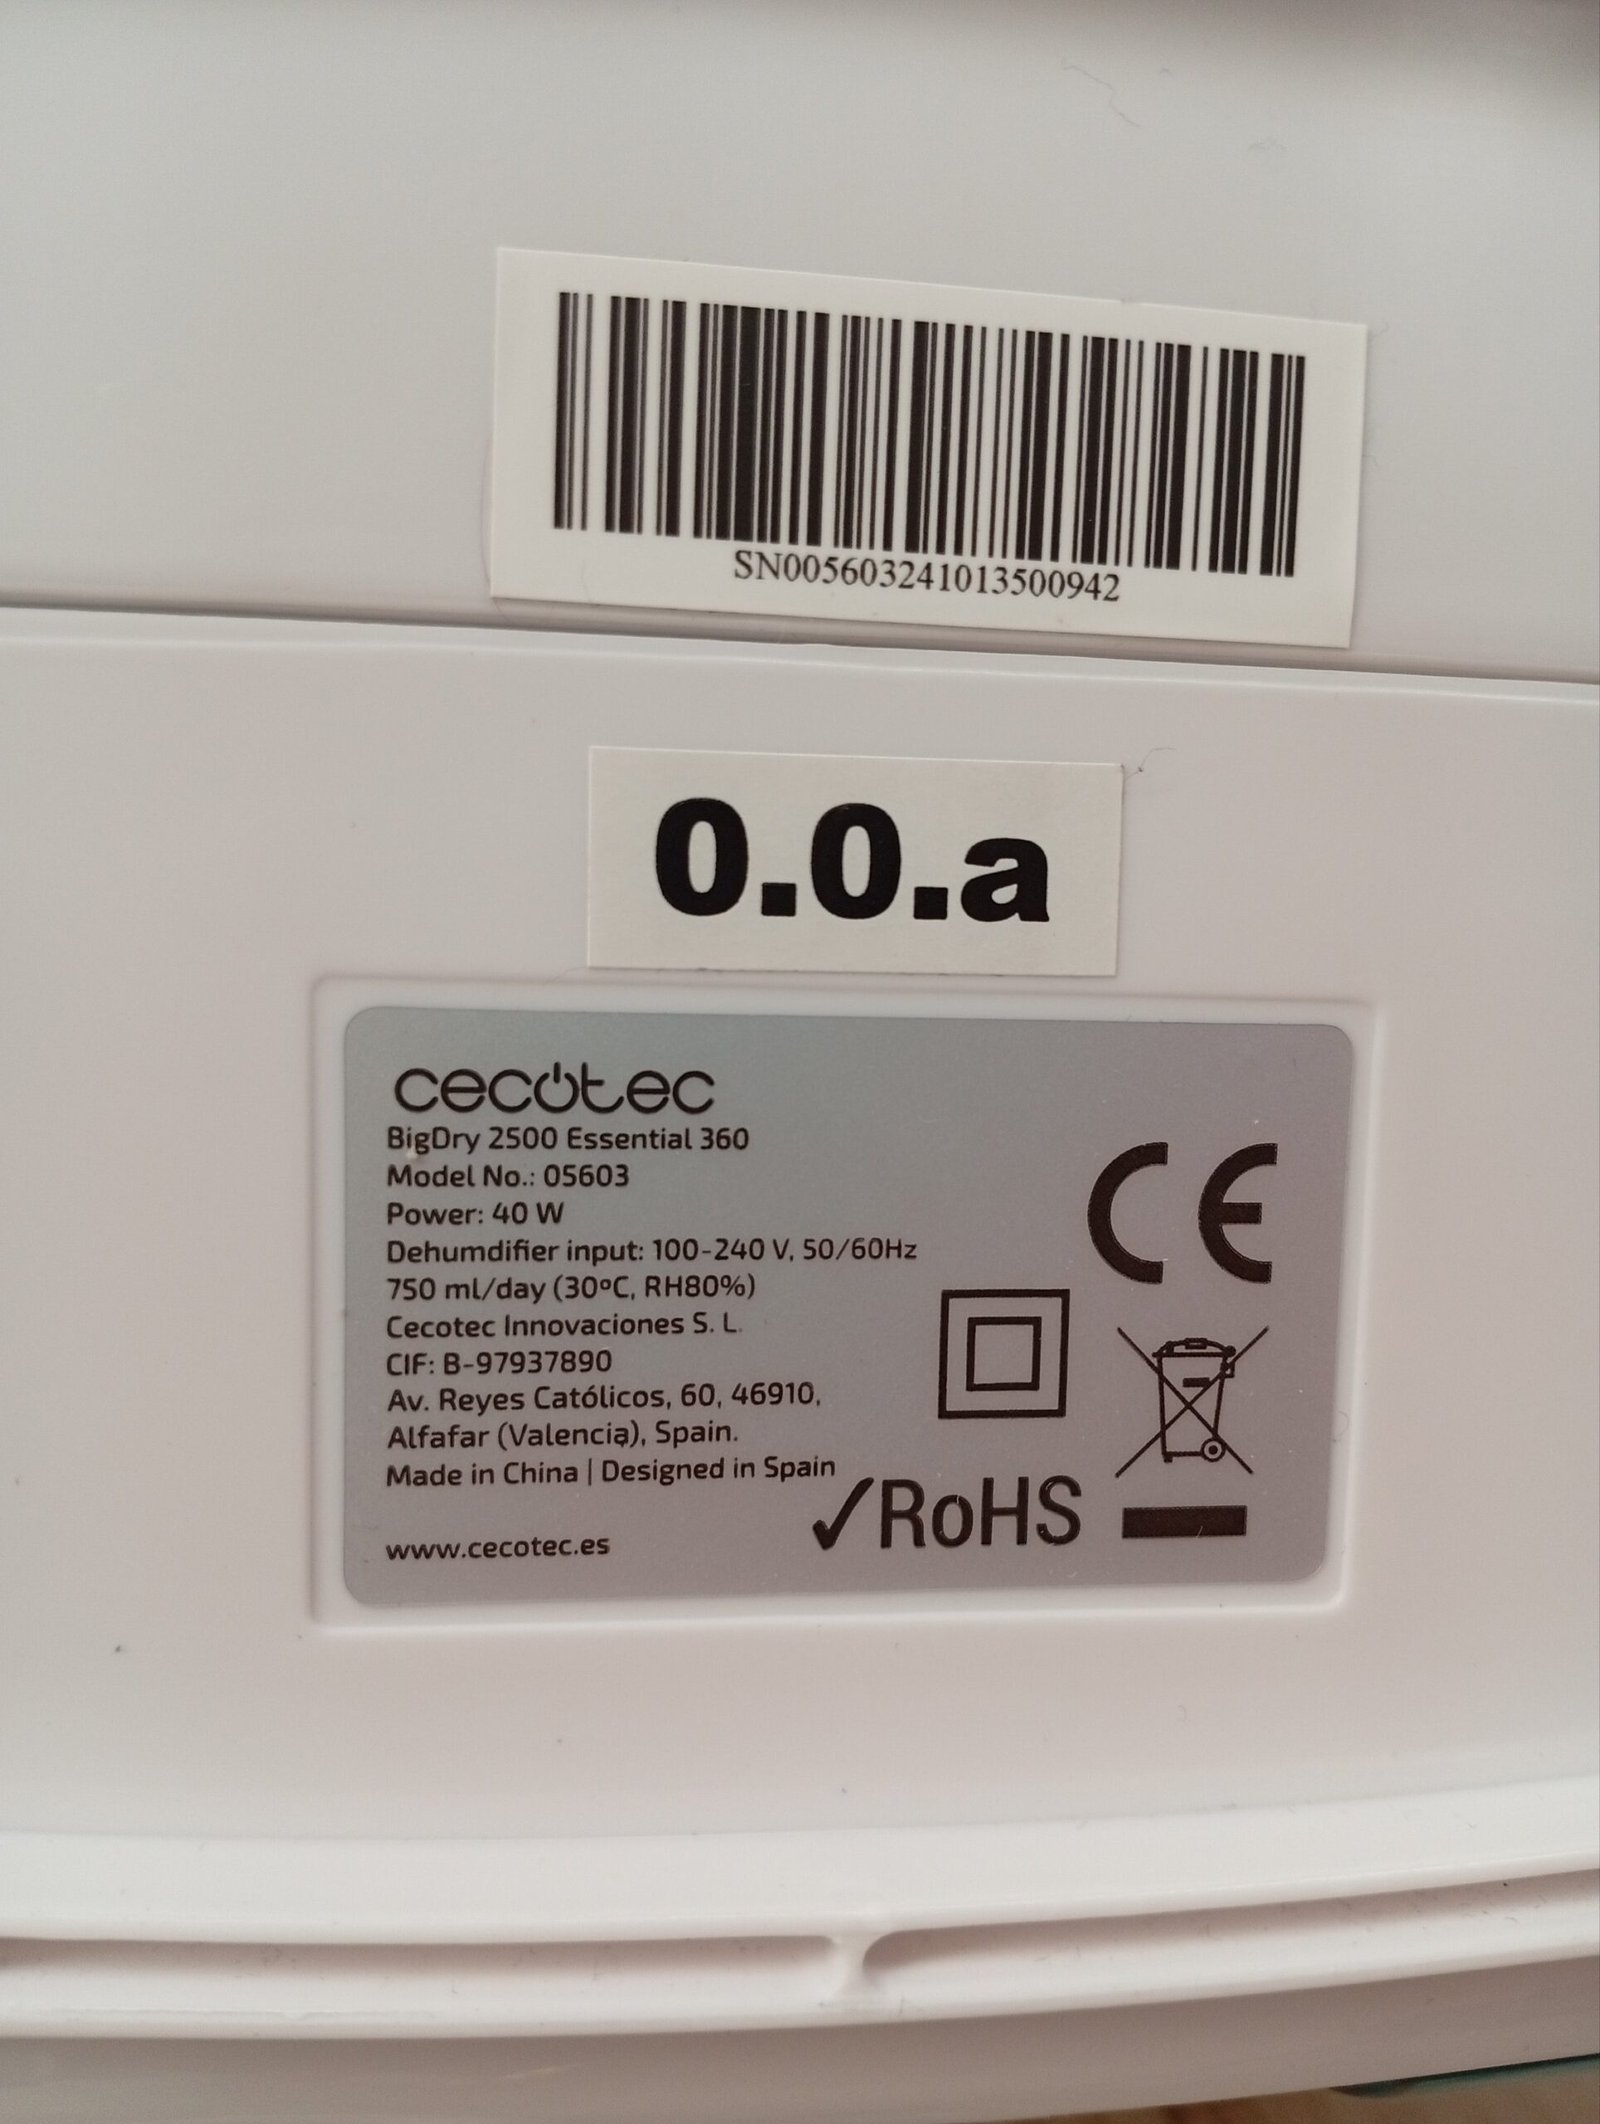 SN005603241013500942
0.0.a
cecotec
BigDry 2500 Essential 360
Model No.: 05603
Power: 40 W
Dehumdifier input: 100-240 V, 50/60Hz
750 ml/day (30ºC, RH80%)
Cecotec Innovaciones S. L.
CIF: B-97937890
Av. Reyes Católicos, 60, 46910,
Alfafar (Valencia), Spain.
Made in China | Designed in Spain
www.cecotec.es
CE
✓RoHS